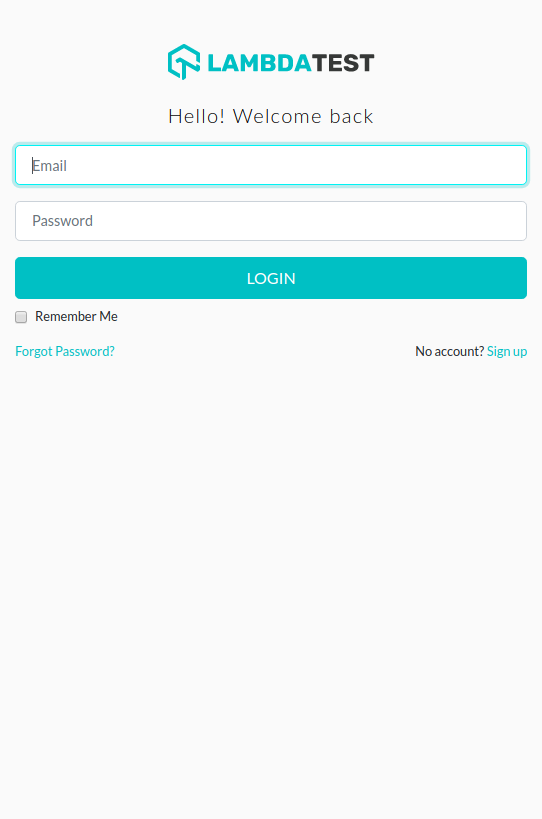 LAMBDATEST
Hello! Welcome back
Email
Password
LOGIN
Remember Me
Forgot Password? No account? Sign up